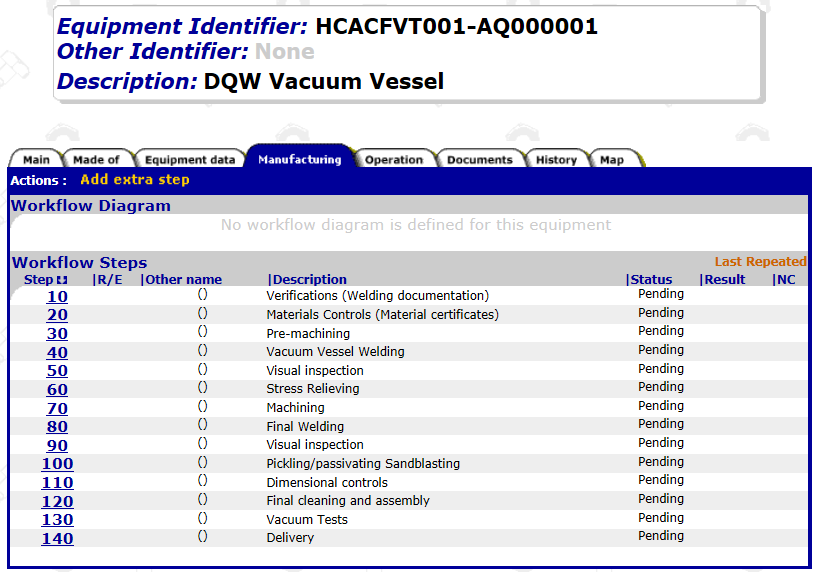 Equipment Identifier: HCACFVT001-AQ000001
Other Identifier: None
Description: DQW Vacuum Vessel
Main Made of Equipment data Manufacturing Operation Documents History Map
Actions : Add extra step
Workflow Diagram
No workflow diagram is defined for this equipment
Workflow Steps Last Repeated
Step |R/E |Other name |Description |Status |Result |NC
10 () Verifications (Welding documentation) Pending
20 () Materials Controls (Material certificates) Pending
30 () Pre-machining Pending
40 () Vacuum Vessel Welding Pending
50 () Visual inspection Pending
60 () Stress Relieving Pending
70 () Machining Pending
80 () Final Welding Pending
90 () Visual inspection Pending
100 () Pickling/passivating Sandblasting Pending
110 () Dimensional controls Pending
120 () Final cleaning and assembly Pending
130 () Vacuum Tests Pending
140 () Delivery Pending